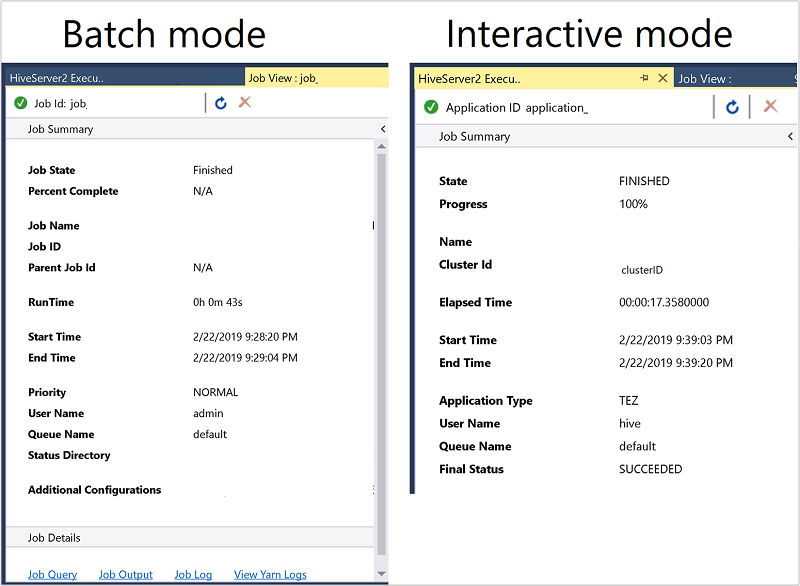 Batch mode
HiveServer2 Execu..
Job View : job_
Job Id: job_
Job Summary
Job State Finished
Percent Complete N/A
Job Name
Job ID
Parent Job Id N/A
RunTime 0h 0m 43s
Start Time 2/22/2019 9:28:20 PM
End Time 2/22/2019 9:29:04 PM
Priority NORMAL
User Name admin
Queue Name default
Status Directory
Additional Configurations
Job Details
Job Query Job Output Job Log View Yarn Logs
Interactive mode
HiveServer2 Execu..
Job View :
Application ID application_
Job Summary
State FINISHED
Progress 100%
Name
Cluster Id clusterID
Elapsed Time 00:00:17.3580000
Start Time 2/22/2019 9:39:03 PM
End Time 2/22/2019 9:39:20 PM
Application Type TEZ
User Name hive
Queue Name default
Final Status SUCCEEDED